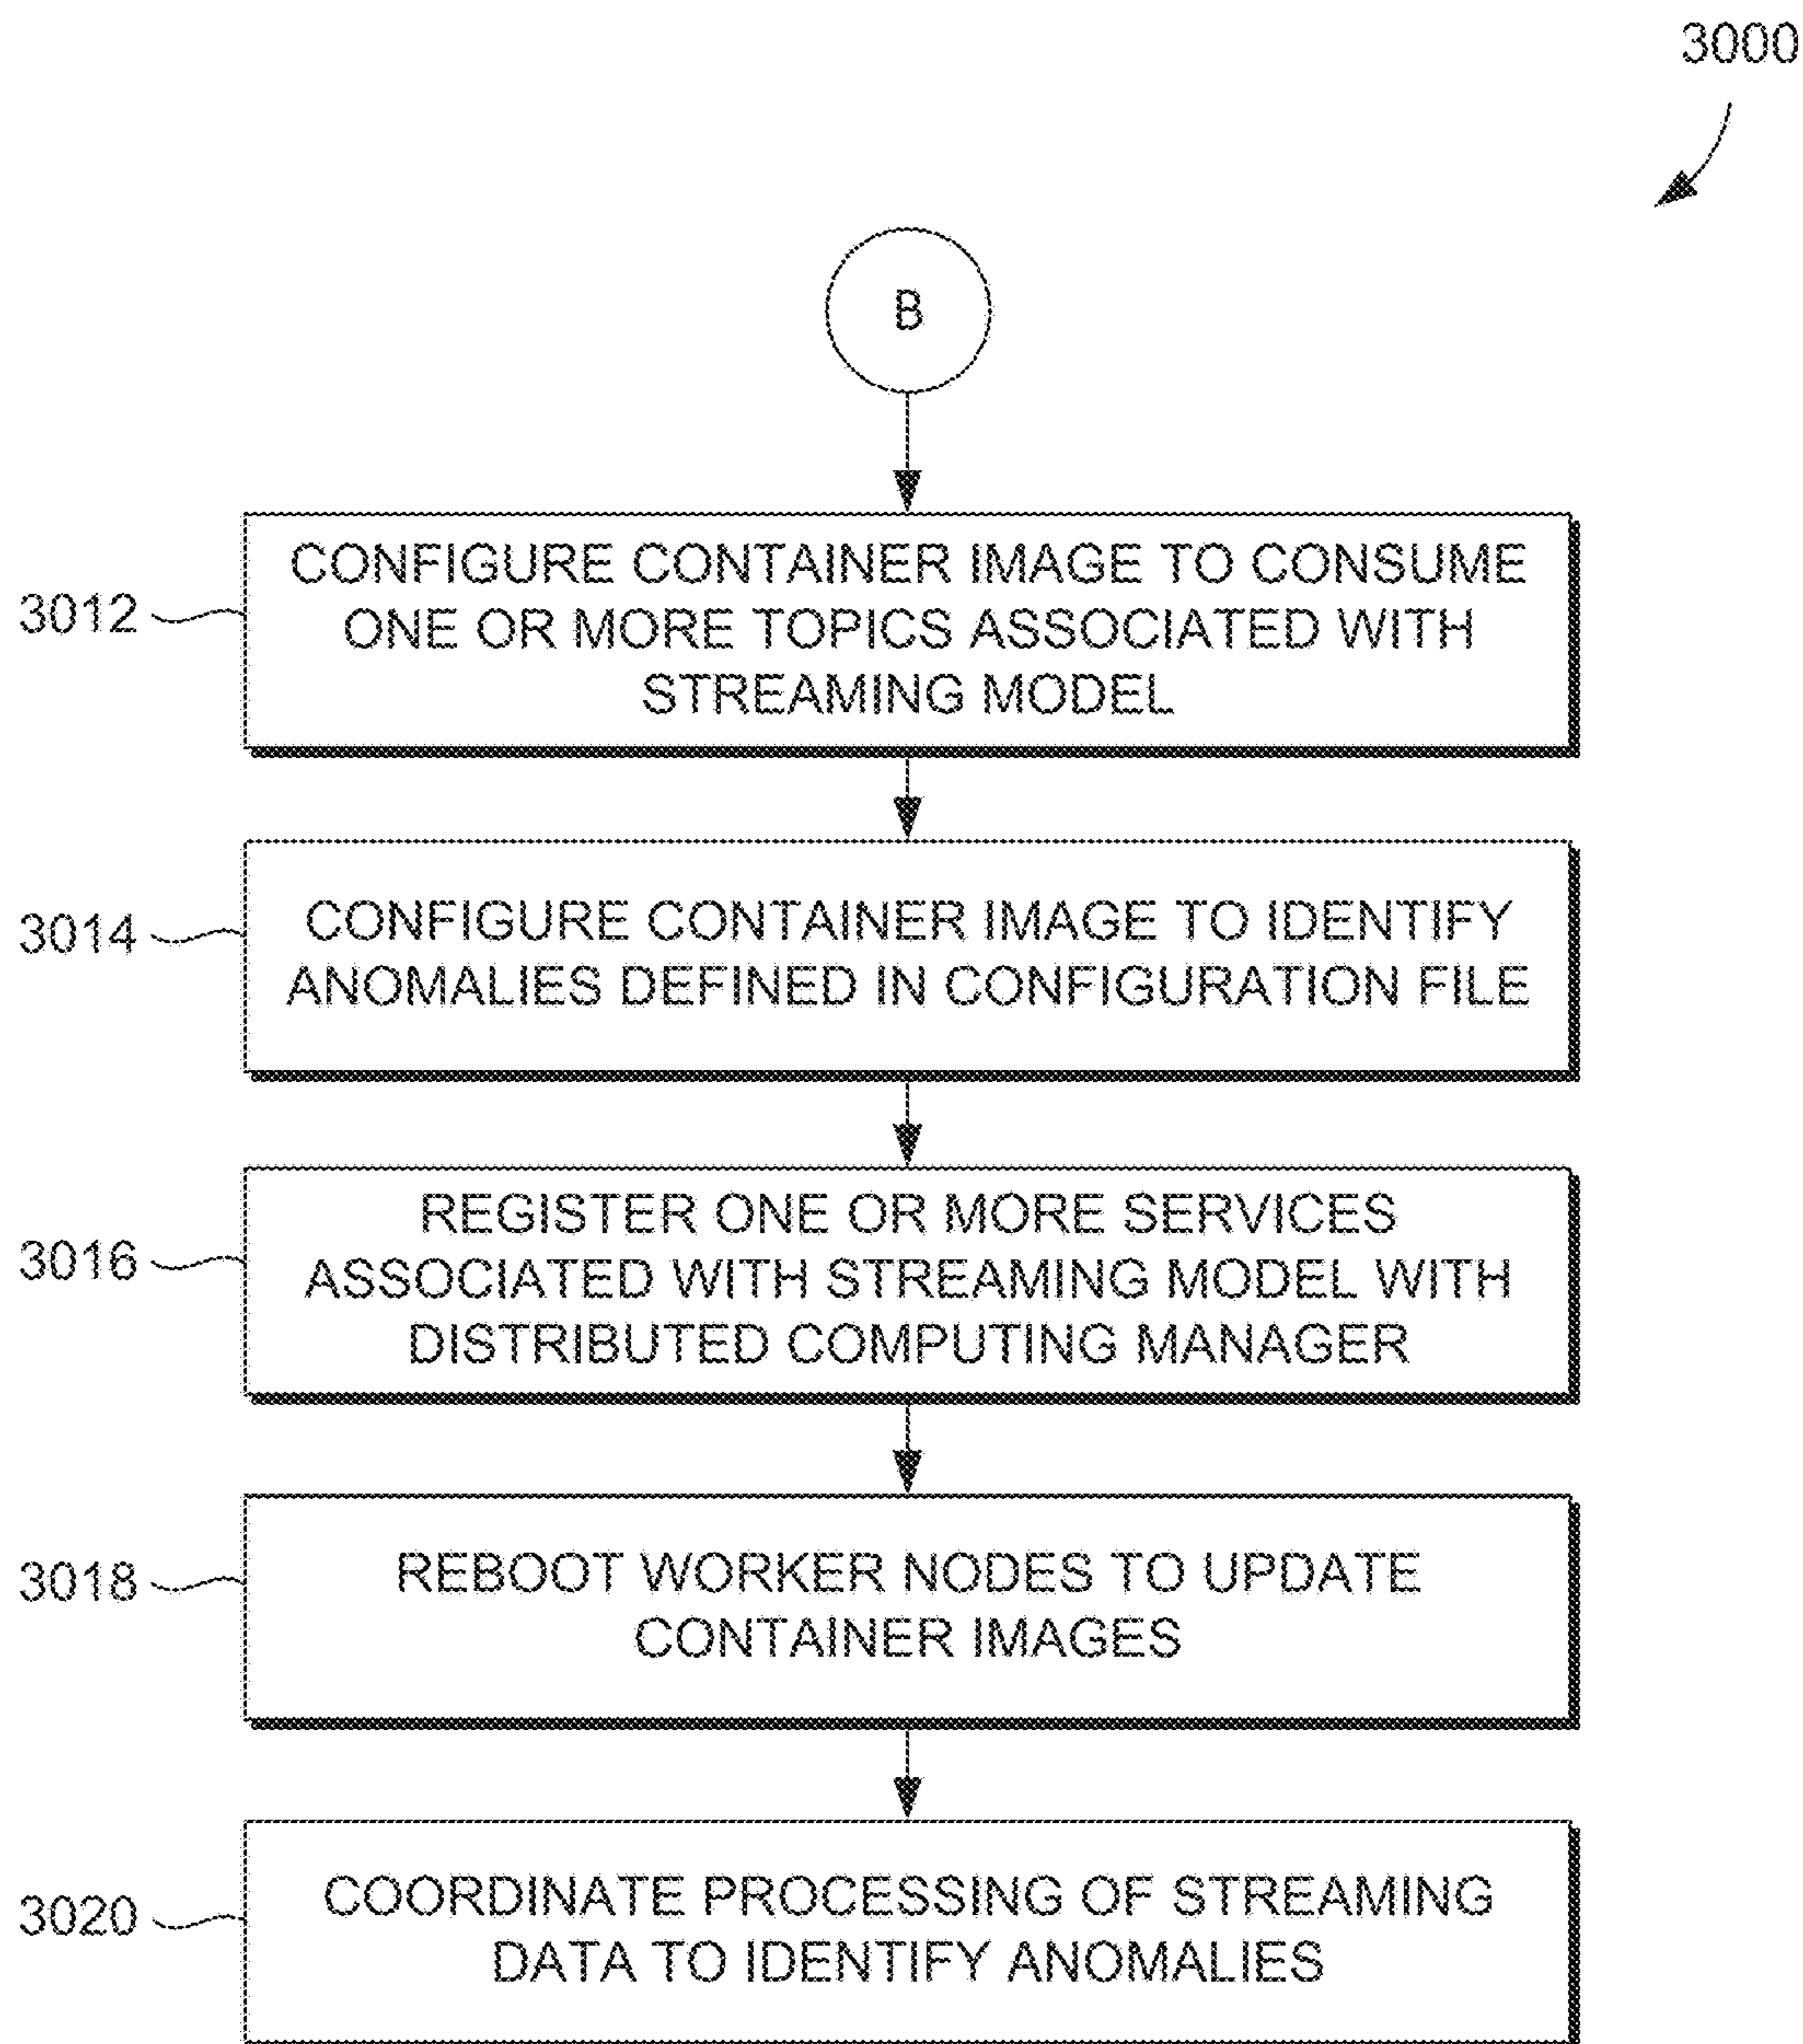 3000
B
3012
CONFIGURE CONTAINER IMAGE TO CONSUME
ONE OR MORE TOPICS ASSOCIATED WITH
STREAMING MODEL
3014
CONFIGURE CONTAINER IMAGE TO IDENTIFY
ANOMALIES DEFINED IN CONFIGURATION FILE
3016
REGISTER ONE OR MORE SERVICES
ASSOCIATED WITH STREAMING MODEL WITH
DISTRIBUTED COMPUTING MANAGER
3018
REBOOT WORKER NODES TO UPDATE
CONTAINER IMAGES
3020
COORDINATE PROCESSING OF STREAMING
DATA TO IDENTIFY ANOMALIES